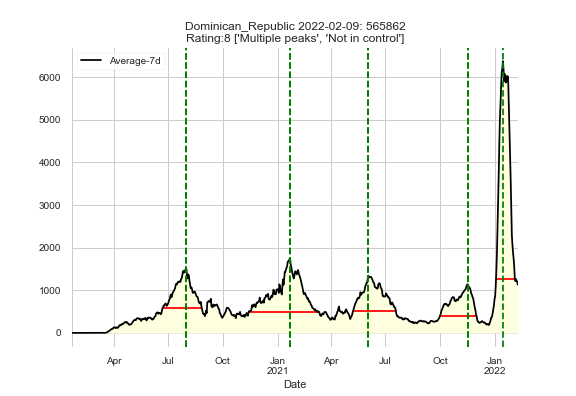 Dominican_Republic 2022-02-09: 565862
Rating:8 ['Multiple peaks', 'Not in control']
Average-7d
6000
5000
4000
3000
2000
1000
0
Apr Jul Oct Jan Apr Jul Oct Jan
2021 2022
Date